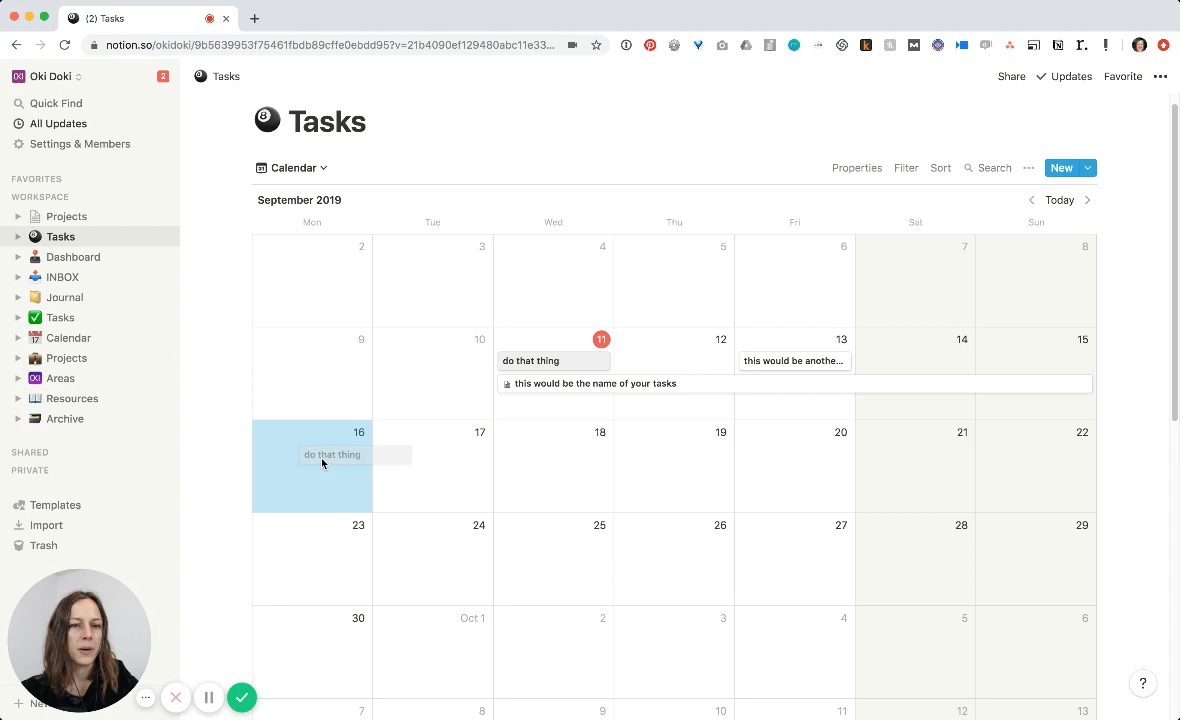 (2) Tasks
notion.so/okidoki/9b5639953f75461fbdb89cffe0ebdd95?v=21b4090ef129480abc11e33...
OKI Oki Doki 2
Tasks
Share Updates Favorite
Quick Find
All Updates
Settings & Members
FAVORITES
WORKSPACE
Projects
Tasks
Dashboard
INBOX
Journal
Tasks
Calendar
Projects
Areas
Resources
Archive
SHARED
PRIVATE
Templates
Import
Trash
Tasks
Calendar
Properties Filter Sort Search New
September 2019
Today
Mon Tue Wed Thu Fri Sat Sun
2 3 4 5 6 7 8
9 10 11 12 13 14 15
do that thing this would be anothe...
this would be the name of your tasks
16 17 18 19 20 21 22
do that thing
23 24 25 26 27 28 29
30 Oct 1 2 3 4 5 6
7 8 9 10 11 12 13
?